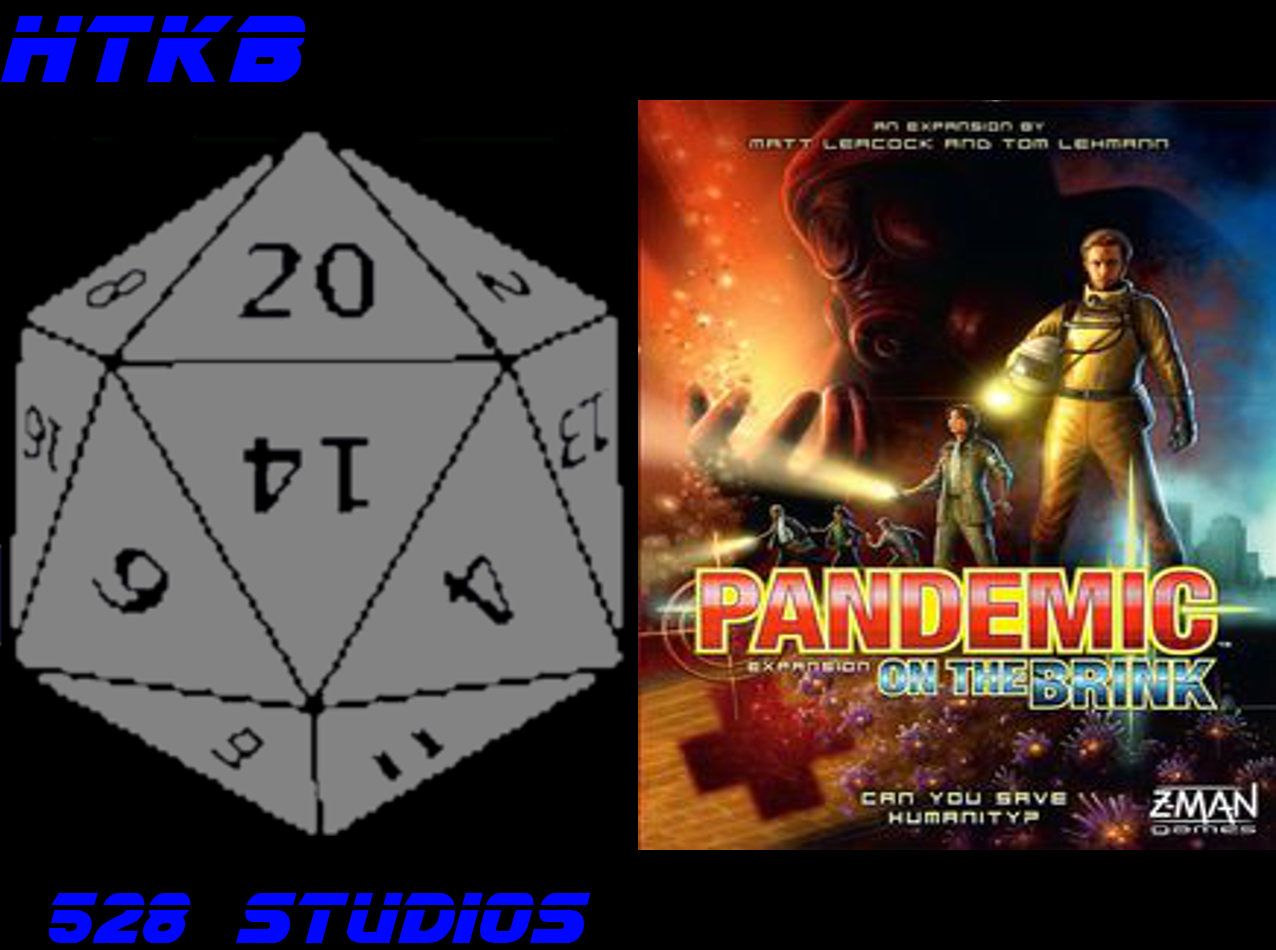 HTKB
20
8
2
16
13
14
6
4
9
11
AN EXPANSION BY
MATT LEACOCK AND TOM LEHMANN
PANDEMIC™
EXPANSION ON THE BRINK
CAN YOU SAVE
HUMANITY?
Z-MAN
games
528 STUDIOS